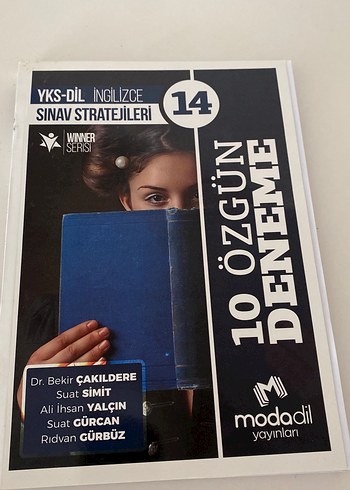 YKS-DİL İNGİLİZCE
SINAV STRATEJİLERİ
14
WINNER
SERİSİ
10 ÖZGÜN
DENEME
Dr. Bekir ÇAKILDERE
Suat SİMİT
Ali İhsan YALÇIN
Suat GÜRCAN
Rıdvan GÜRBÜZ
modadil
yayınları